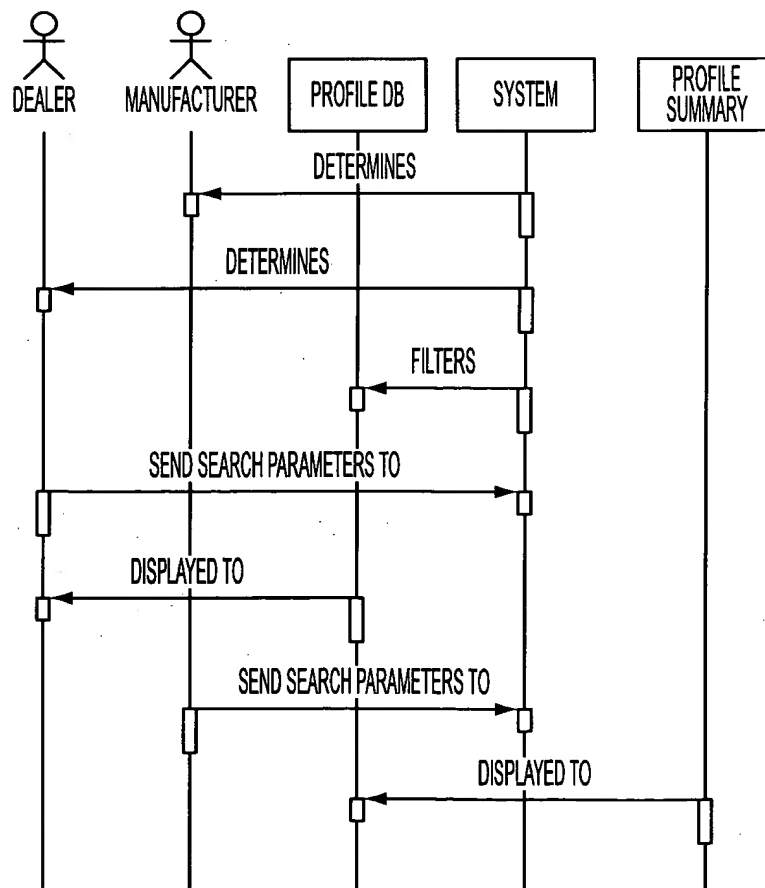 DEALER
MANUFACTURER
PROFILE DB
SYSTEM
PROFILE
SUMMARY
DETERMINES
DETERMINES
FILTERS
SEND SEARCH PARAMETERS TO
DISPLAYED TO
SEND SEARCH PARAMETERS TO
DISPLAYED TO